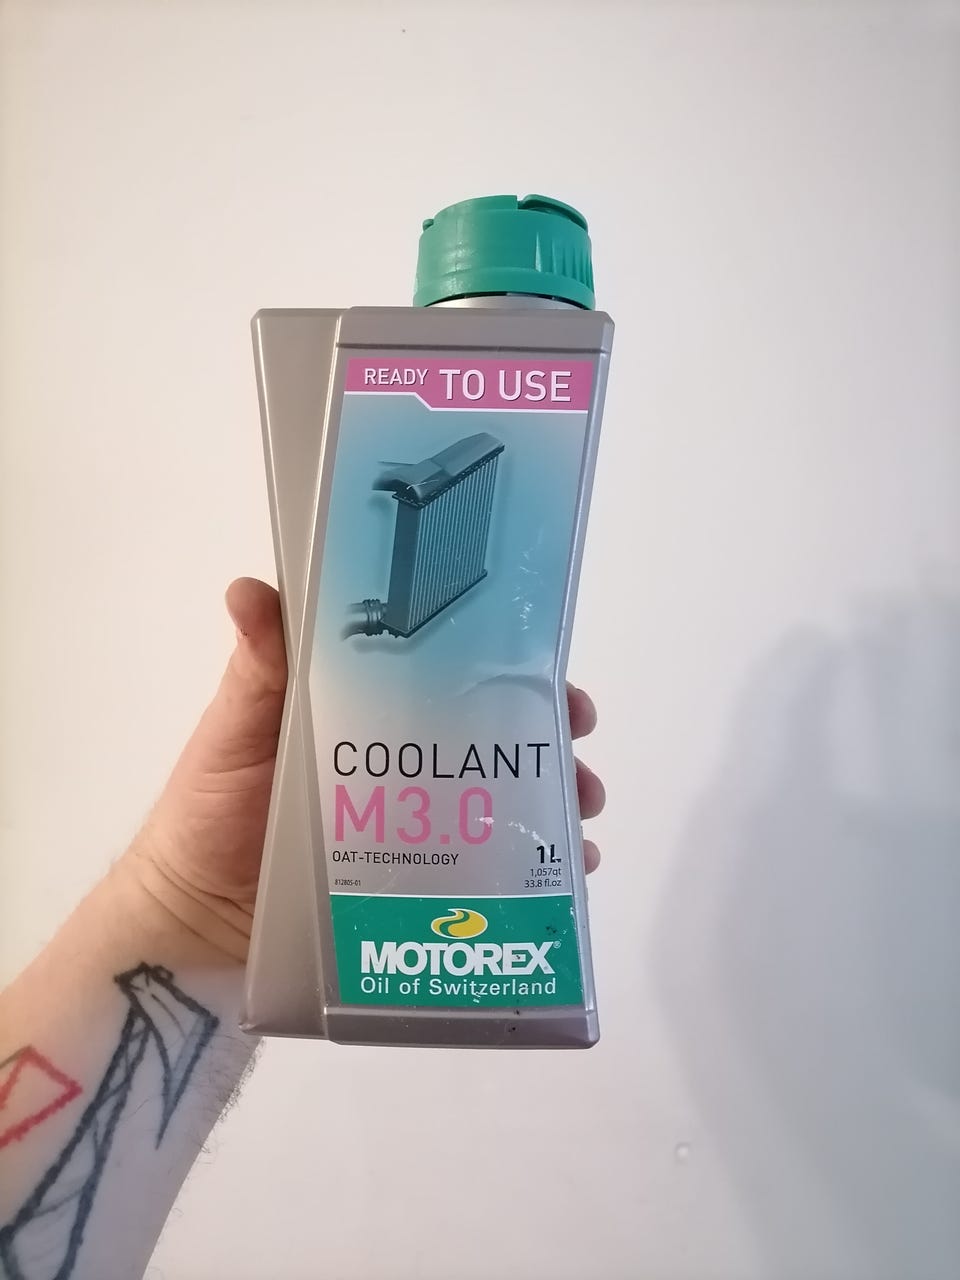 READY TO USE
COOLANT
M3.0
OAT-TECHNOLOGY
1L
1,057qt
33.8 fl.oz
812805-01
MOTOREX®
Oil of Switzerland